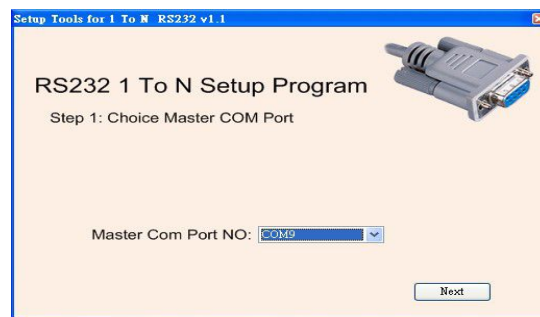 Setup Tools for 1 To N RS232 v1.1
RS232 1 To N Setup Program
Step 1: Choice Master COM Port
Master Com Port NO: COM9
Next